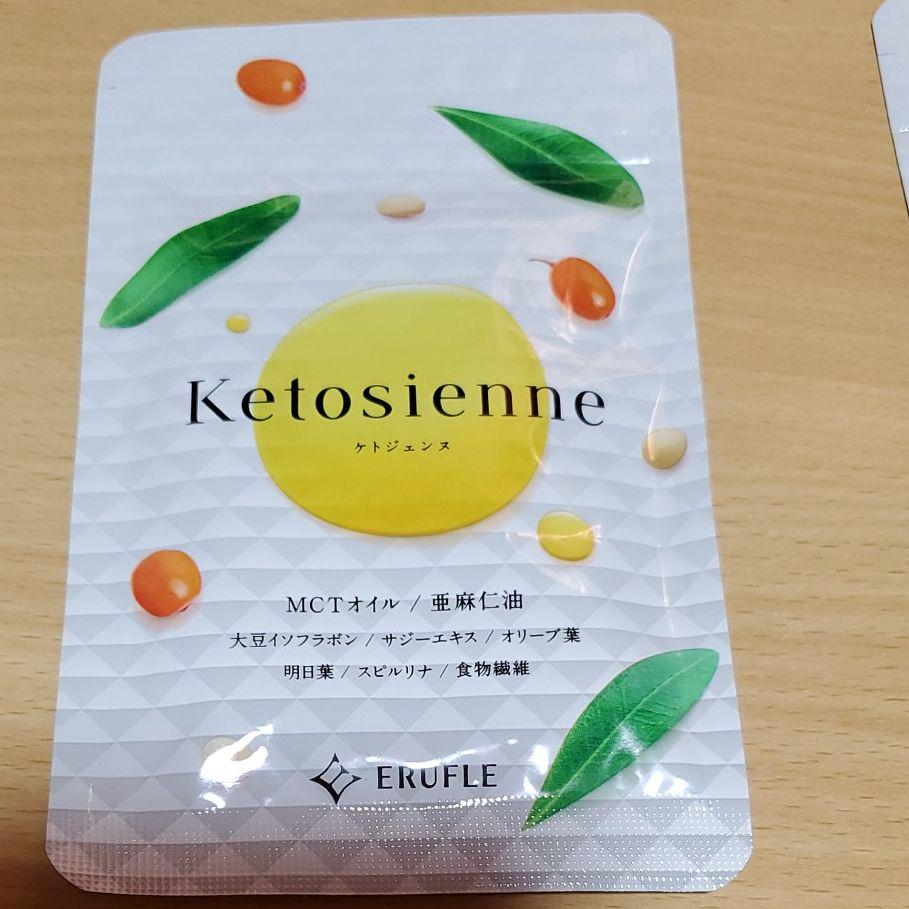 Ketosienne
ケトジェンヌ
MCTオイル / 亜麻仁油
大豆イソフラボン / サジーエキス / オリーブ葉
明日葉 / スピルリナ / 食物繊維
ERUFLE